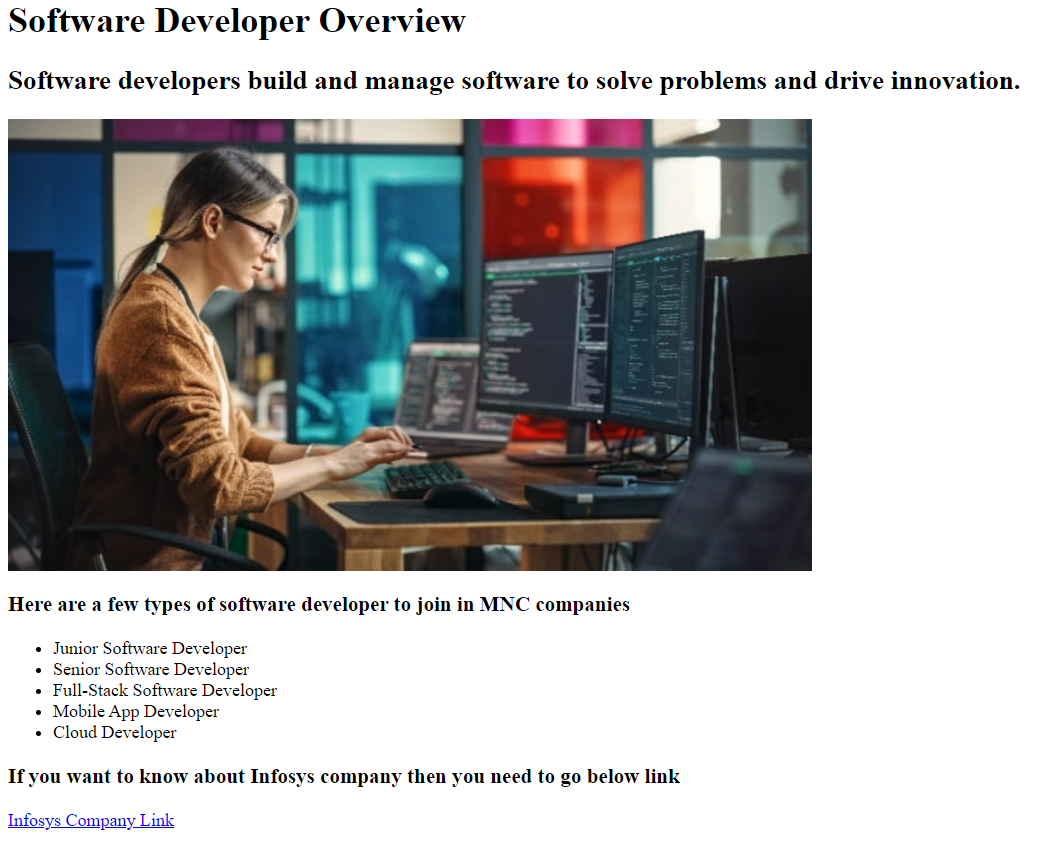 Software Developer Overview
Software developers build and manage software to solve problems and drive innovation.
Here are a few types of software developer to join in MNC companies
Junior Software Developer
Senior Software Developer
Full-Stack Software Developer
Mobile App Developer
Cloud Developer
If you want to know about Infosys company then you need to go below link
Infosys Company Link